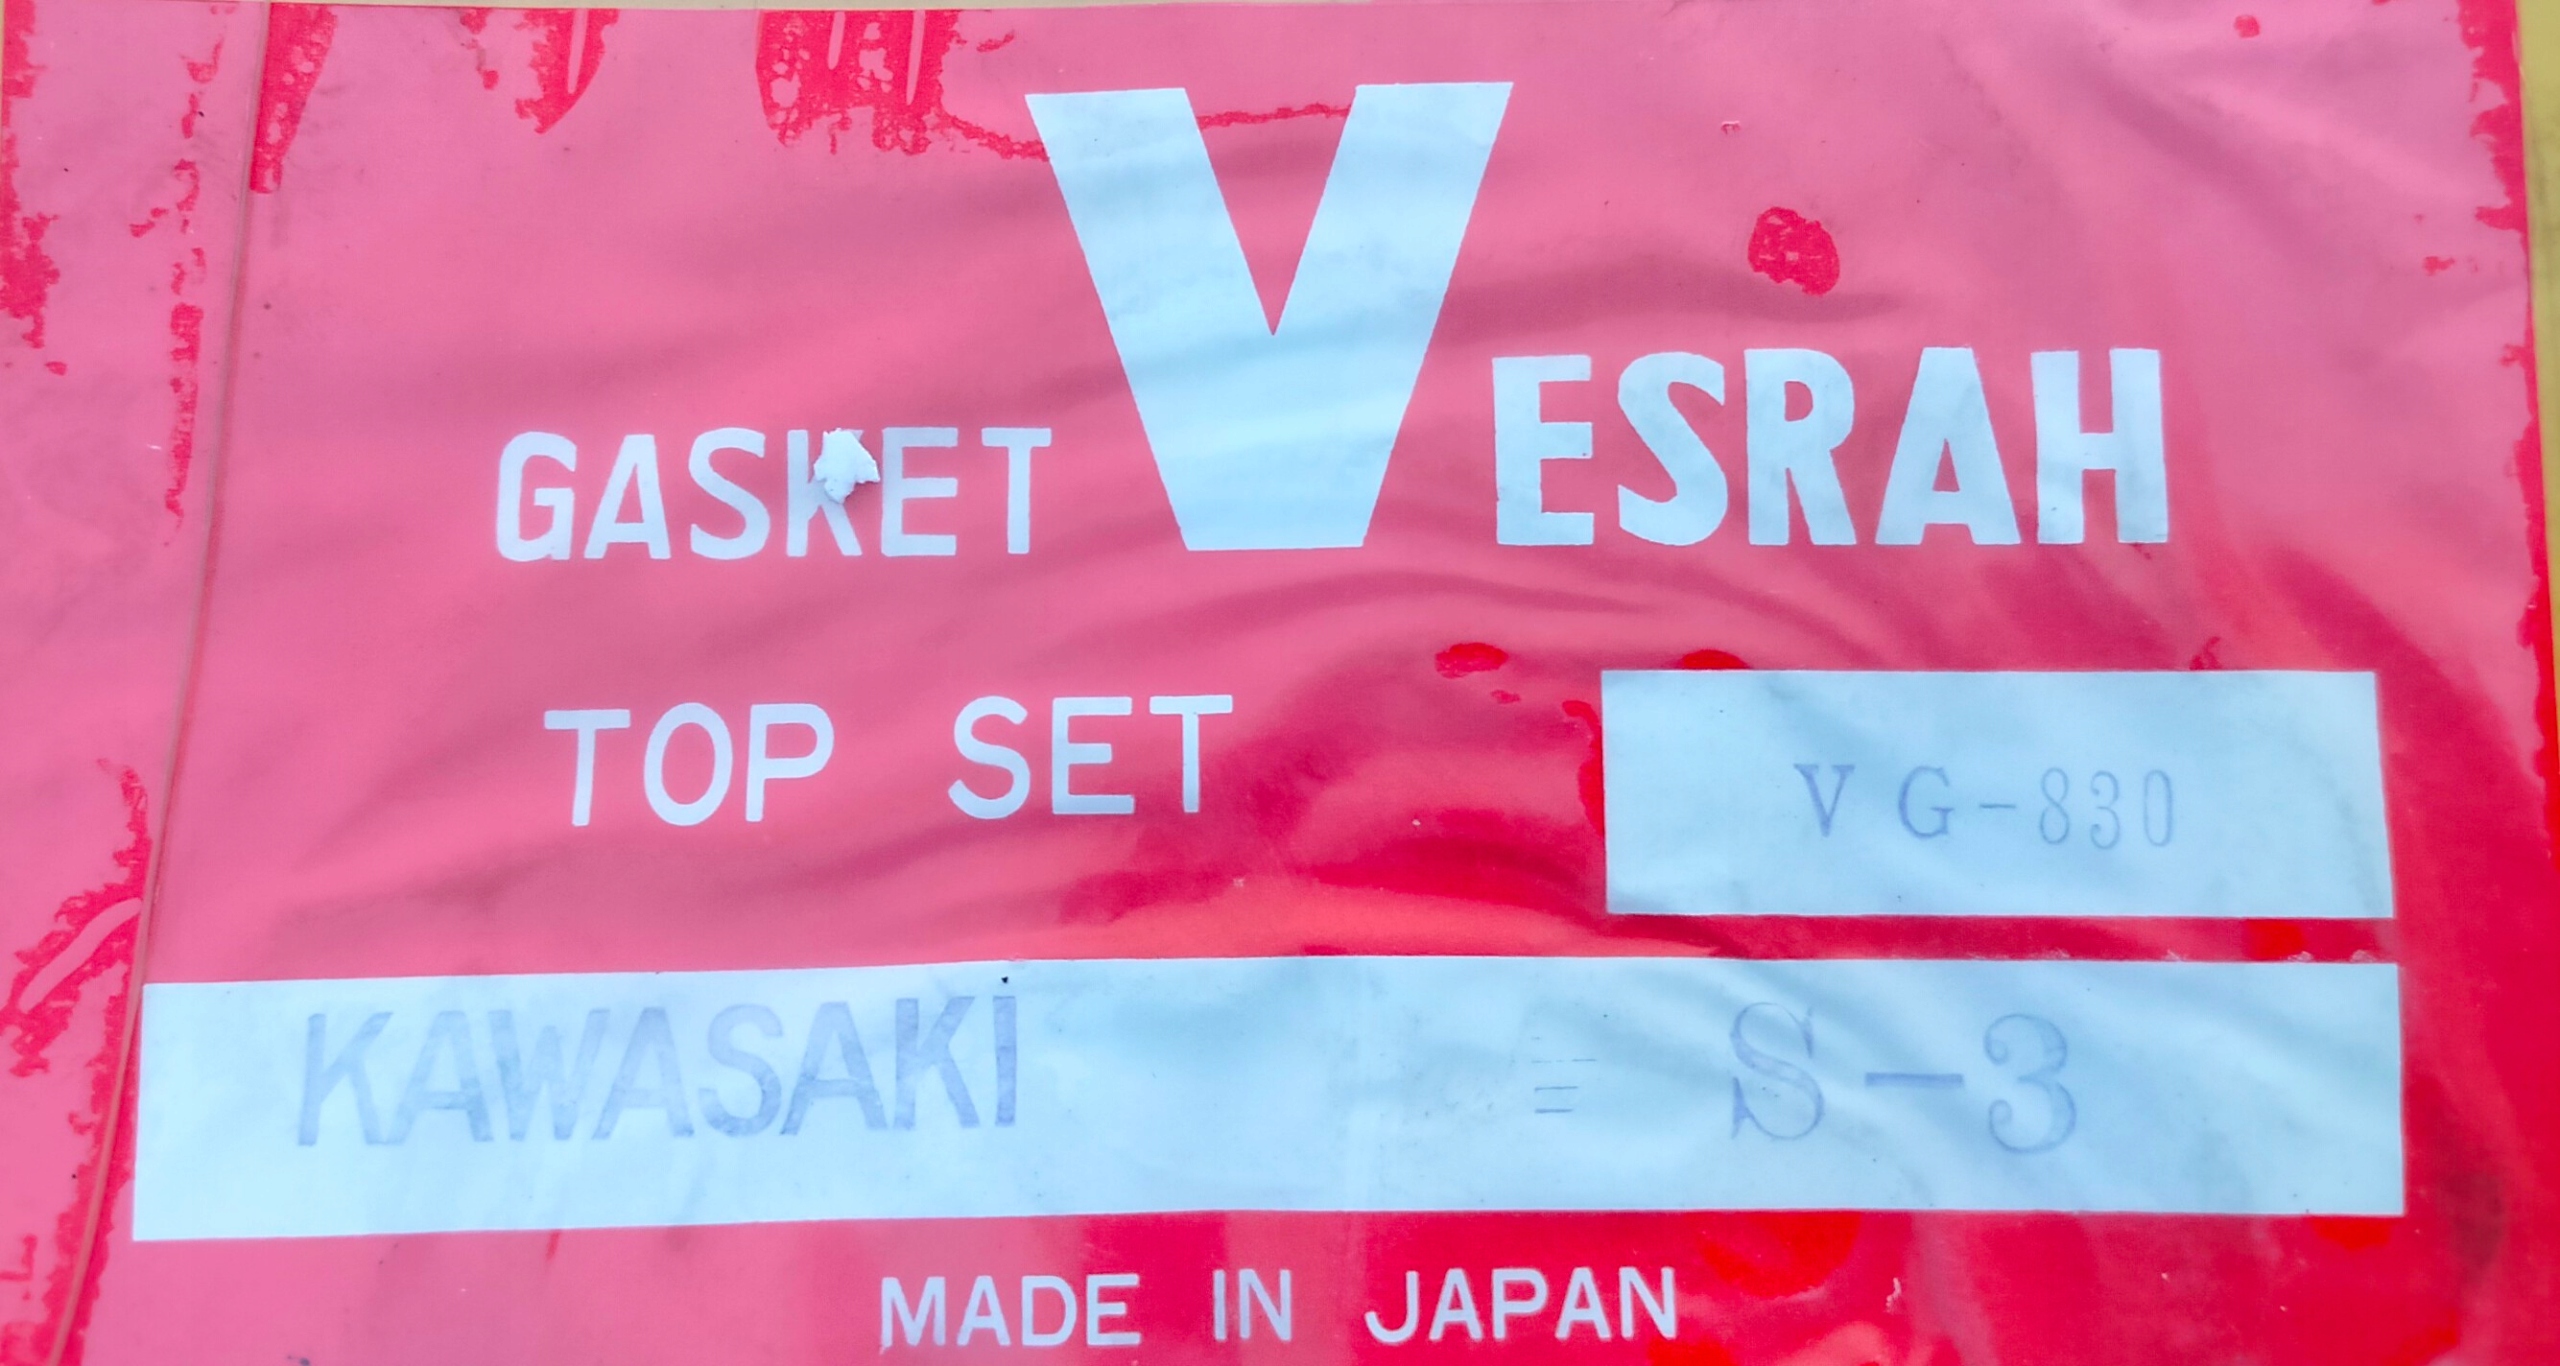 GASKET VESRAH
TOP SET
VG-830
KAWASAKI S-3
MADE IN JAPAN